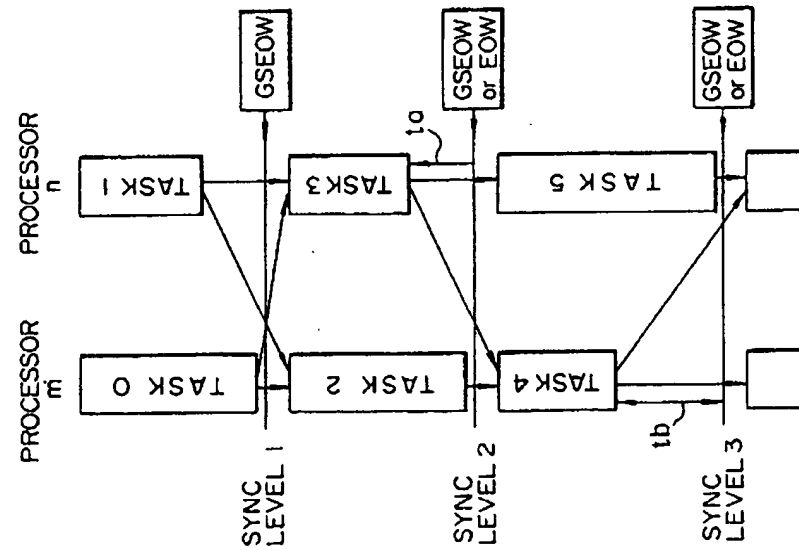 PROCESSOR
m
PROCESSOR
n
TASK 0
TASK 1
SYNC
LEVEL 1
GSEOW
TASK 2
TASK 3
ta
SYNC
LEVEL 2
GSEOW
or EOW
TASK 4
TASK 5
tb
SYNC
LEVEL 3
GSEOW
or EOW